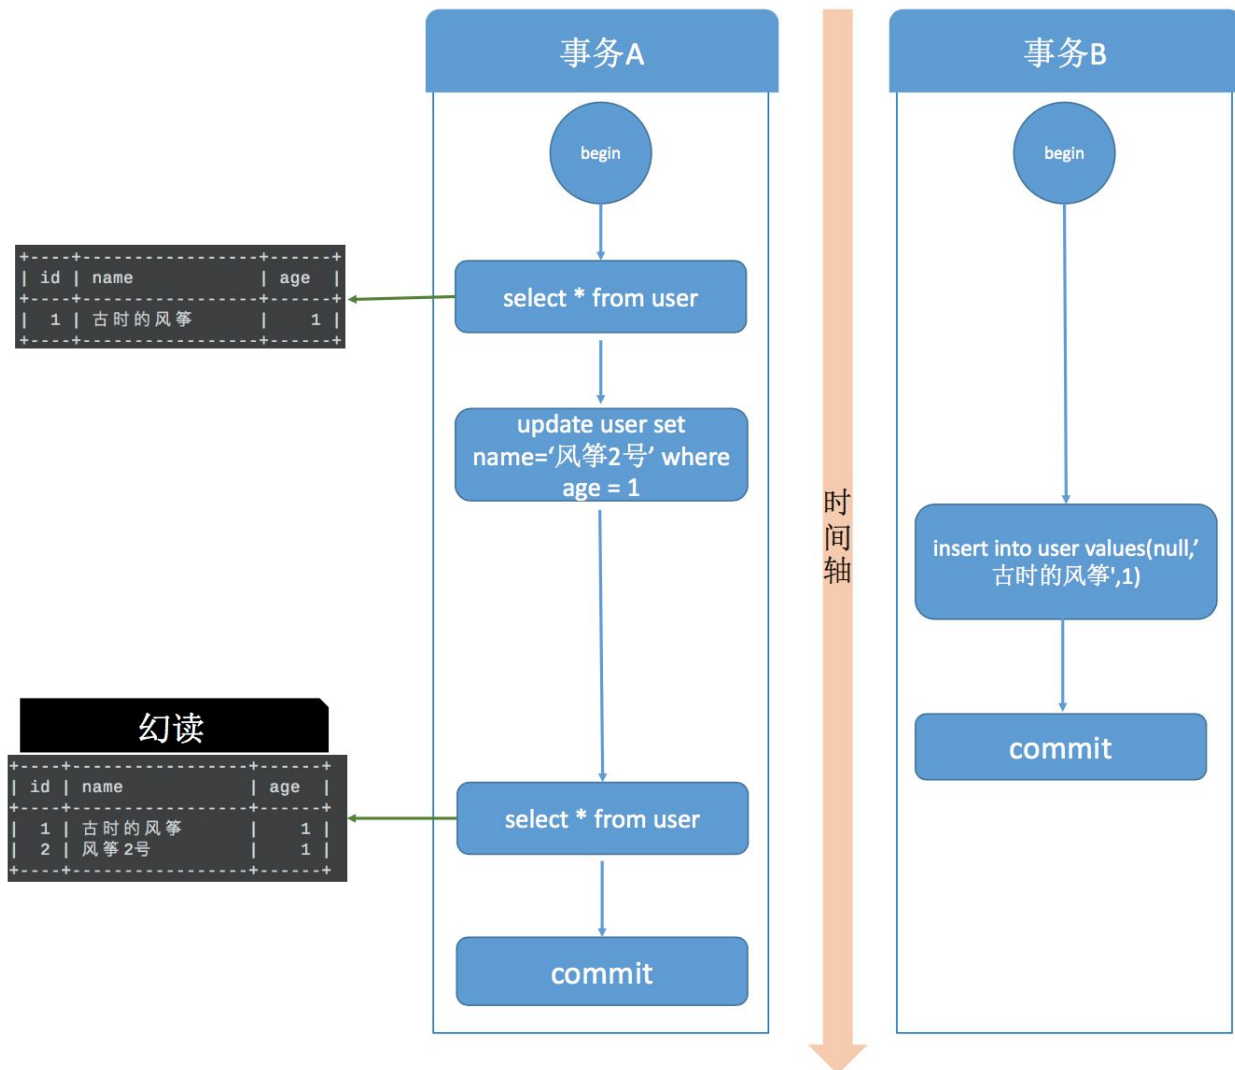 事务A
事务B
begin
begin
+----+-----------------+------+
| id | name | age |
+----+-----------------+------+
| 1 | 古时的风筝 | 1 |
+----+-----------------+------+
select * from user
update user set
name=‘风筝2号’ where
age = 1
时
间
轴
insert into user values(null,’
古时的风筝',1)
幻读
+----+-----------------+------+
| id | name | age |
+----+-----------------+------+
| 1 | 古时的风筝 | 1 |
| 2 | 风筝2号 | 1 |
+----+-----------------+------+
commit
select * from user
commit